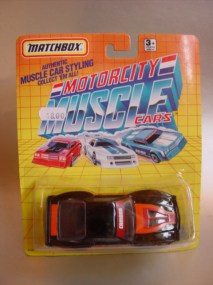 MATCHBOX
AUTHENTIC
MUSCLE CAR STYLING
COLLECT 'EM ALL!
3+
MOTORCITY
MUSCLE
CARS